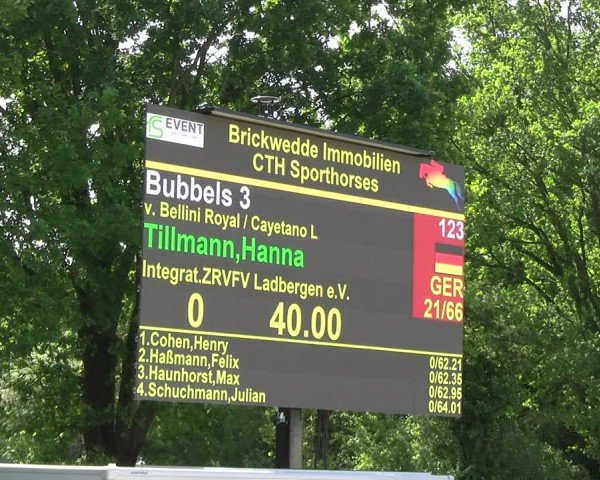 EVENT
Brickwedde Immobilien
CTH Sporthorses
Bubbels 3
123
v. Bellini Royal / Cayetano L
Tillmann,Hanna
Integrat.ZRVFV Ladbergen e.V.
GER
0 40.00 21/66
1.Cohen,Henry 0/62.21
2.Haßmann,Felix 0/62.35
3.Haunhorst,Max 0/62.95
4.Schuchmann,Julian 0/64.01